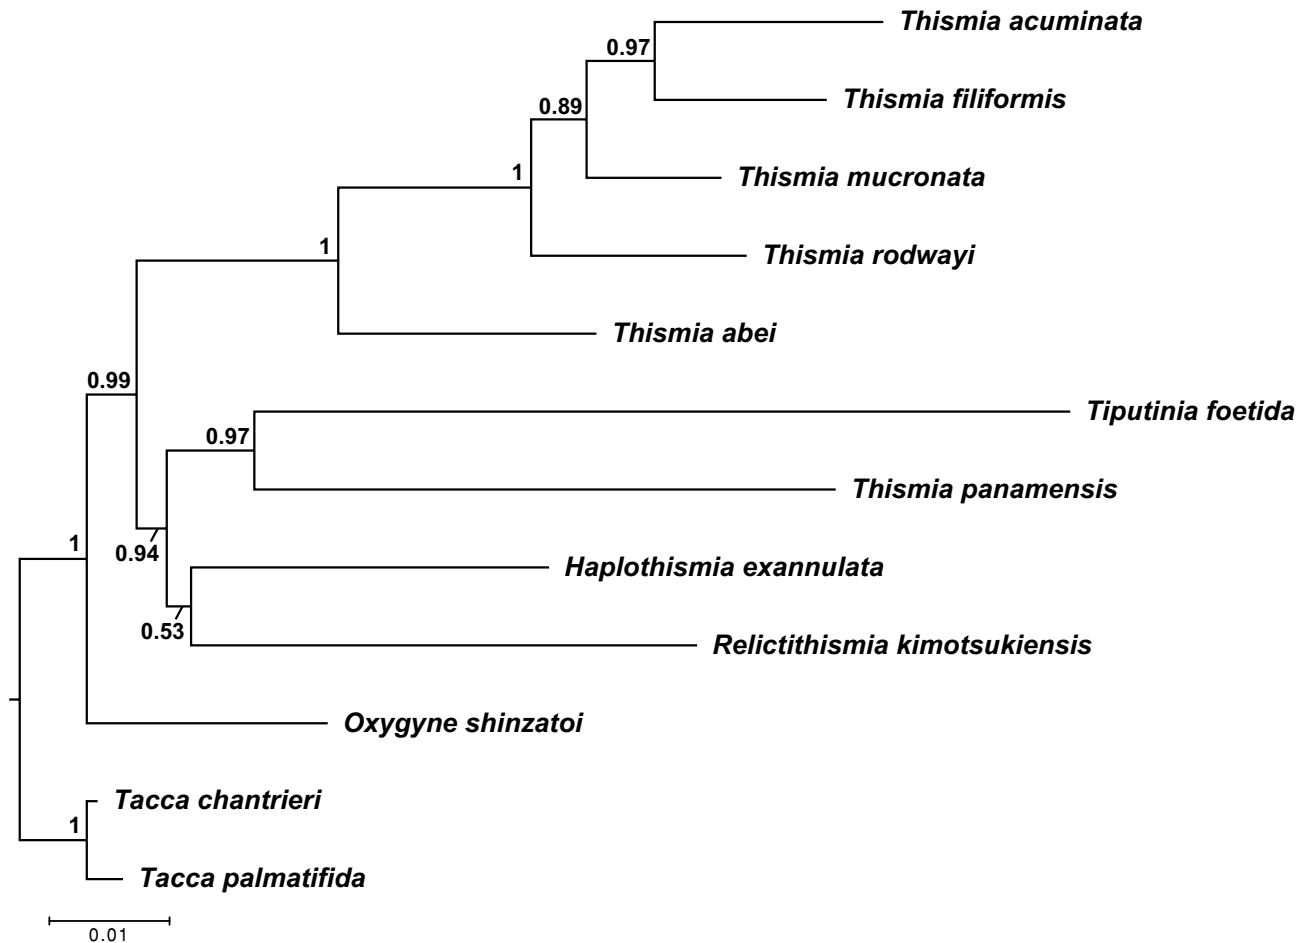 Thismia acuminata
0.97
Thismia filiformis
0.89
Thismia mucronata
1
Thismia rodwayi
1
Thismia abei
0.99
Tiputinia foetida
0.97
Thismia panamensis
1
0.94
Haplothismia exannulata
0.53
Relictithismia kimotsukiensis
Oxygyne shinzatoi
Tacca chantrieri
1
Tacca palmatifida
0.01